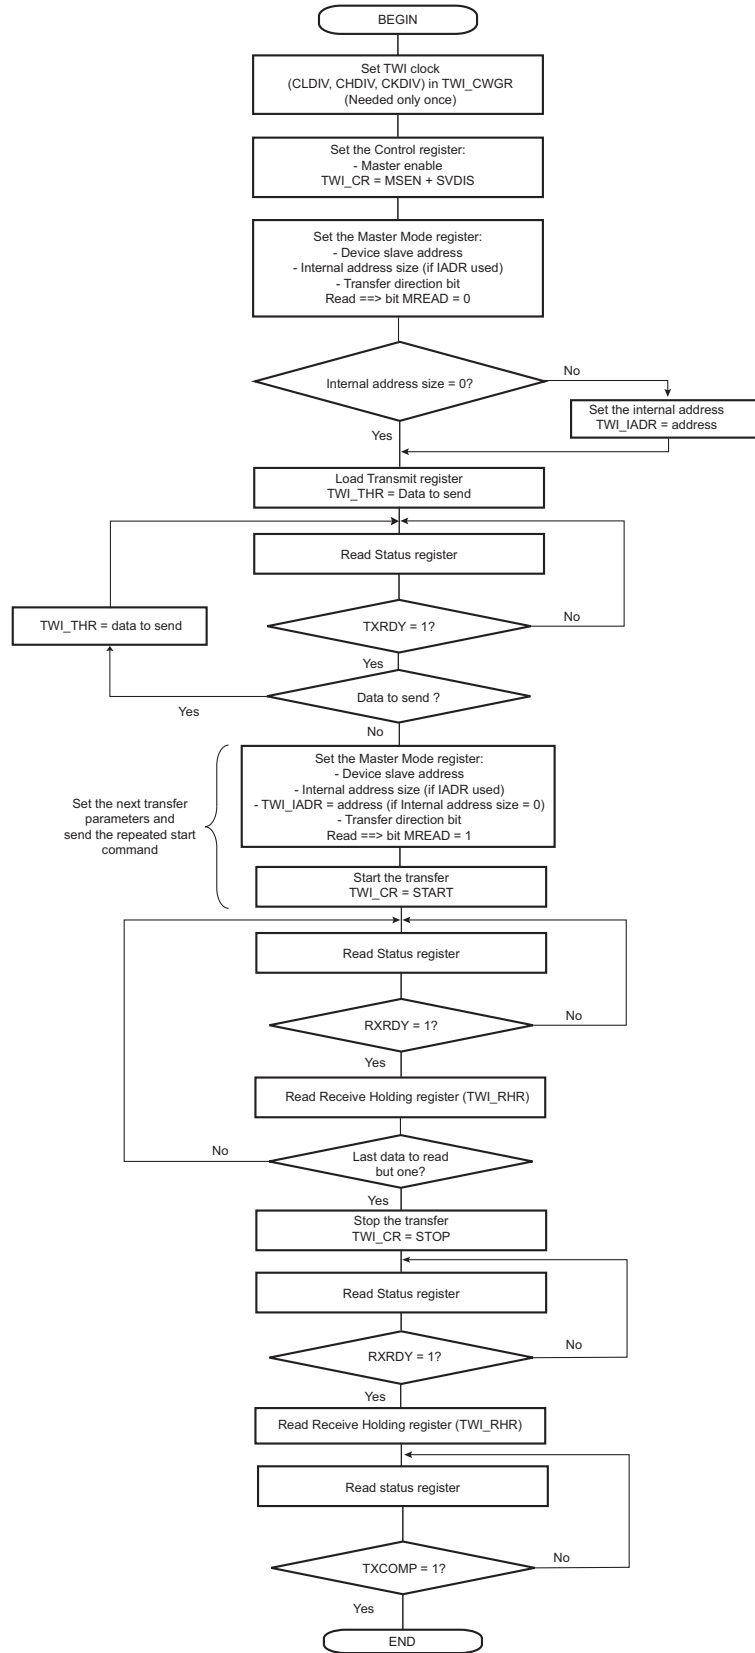 BEGIN
Set TWI clock
(CLDIV, CHDIV, CKDIV) in TWI_CWGR
(Needed only once)
Set the Control register:
- Master enable
TWI_CR = MSEN + SVDIS
Set the Master Mode register:
- Device slave address
- Internal address size (if IADR used)
- Transfer direction bit
Read ==> bit MREAD = 0
Internal address size = 0?
No
Set the internal address
TWI_IADR = address
Yes
Load Transmit register
TWI_THR = Data to send
Read Status register
TWI_THR = data to send
TXRDY = 1?
No
Yes
Data to send ?
Yes
No
Set the next transfer
parameters and
send the repeated start
command
Set the Master Mode register:
- Device slave address
- Internal address size (if IADR used)
- TWI_IADR = address (if Internal address size = 0)
- Transfer direction bit
Read ==> bit MREAD = 1
Start the transfer
TWI_CR = START
Read Status register
RXRDY = 1?
No
Yes
Read Receive Holding register (TWI_RHR)
No
Last data to read
but one?
Yes
Stop the transfer
TWI_CR = STOP
Read Status register
RXRDY = 1?
No
Yes
Read Receive Holding register (TWI_RHR)
Read status register
TXCOMP = 1?
No
Yes
END